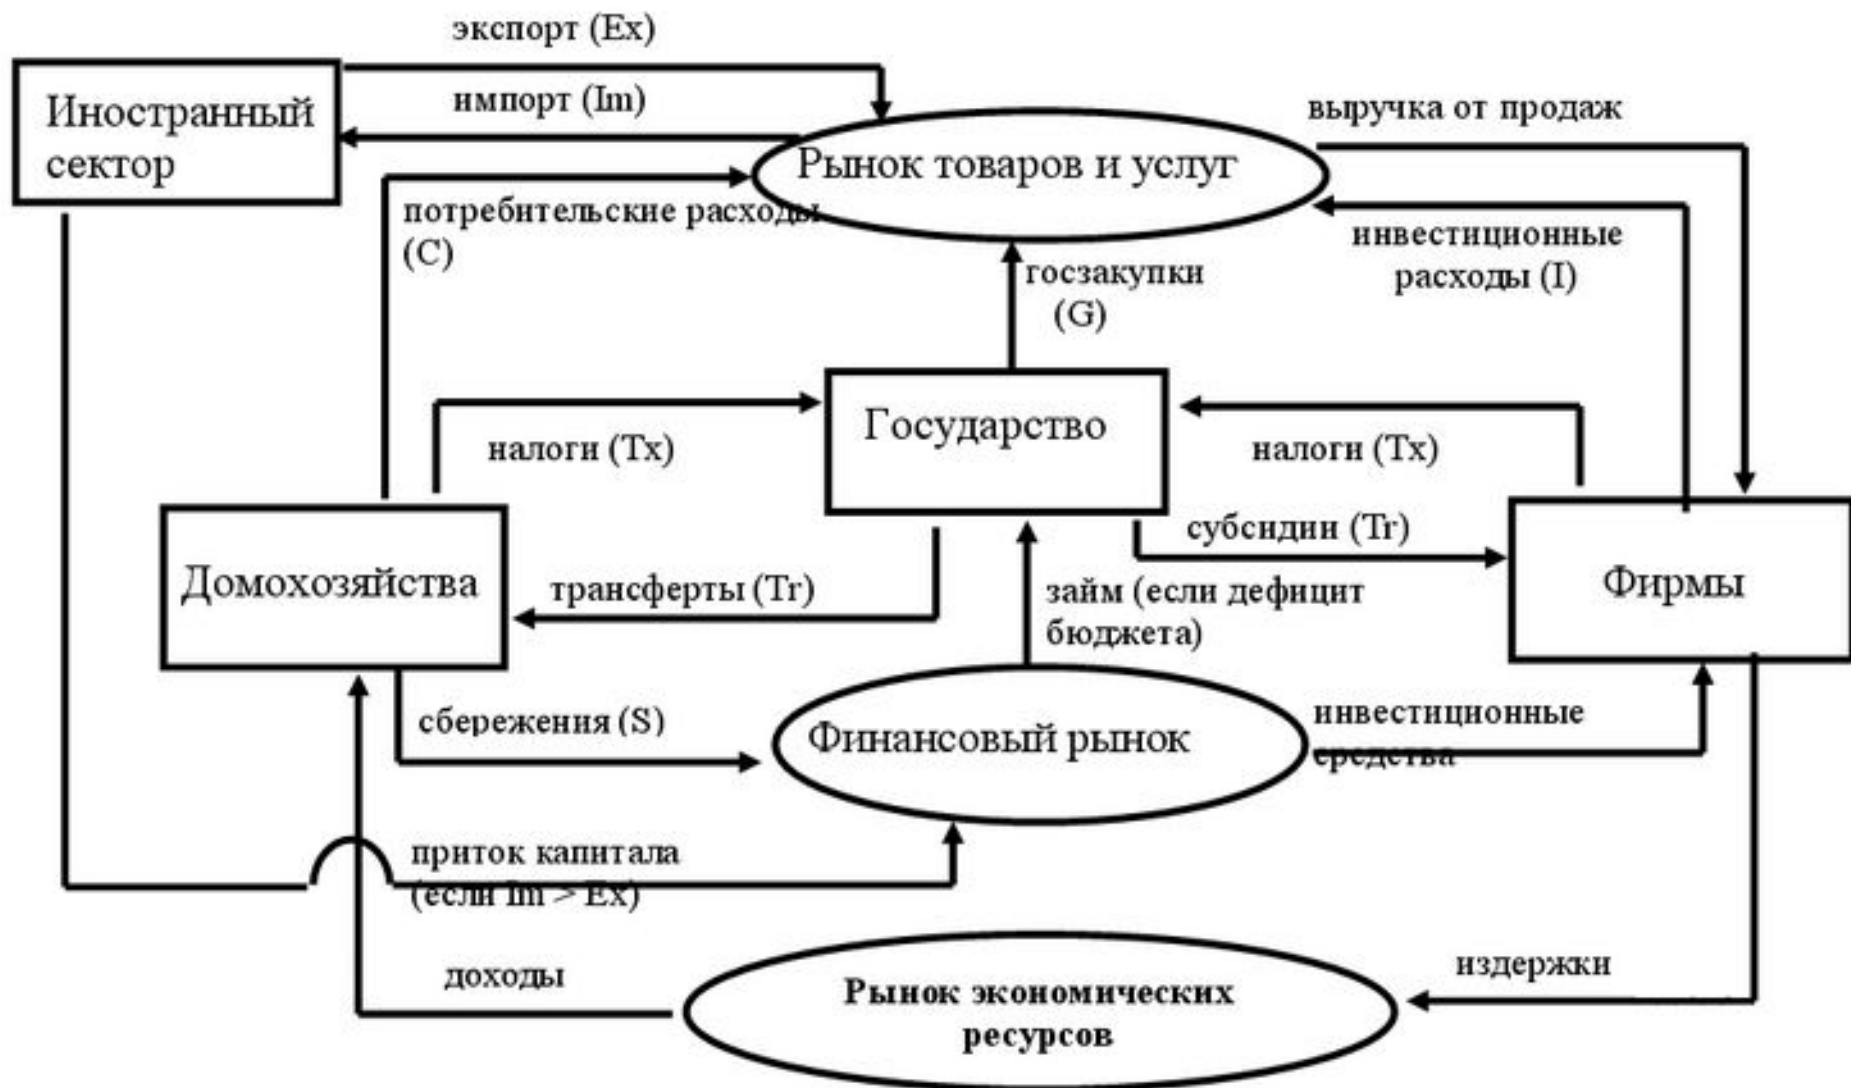 экспорт (Ex)
Иностранный
сектор
импорт (Im)
Рынок товаров и услуг
выручка от продаж
потребительские расходы
(C)
госзакупки
(G)
инвестиционные
расходы (I)
Государство
налоги (Tx)
налоги (Tx)
Домохозяйства
трансферты (Tr)
субсидии (Tr)
займ (если дефицит
бюджета)
Фирмы
сбережения (S)
Финансовый рынок
инвестиционные
средства
приток капитала
(если Im > Ex)
доходы
Рынок экономических
ресурсов
издержки